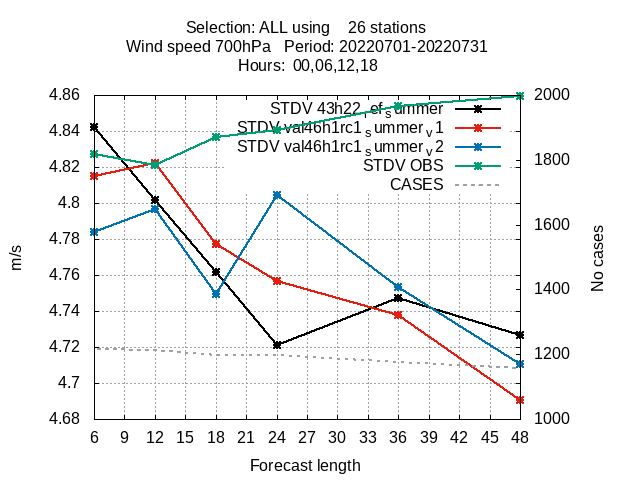 Selection: ALL using 26 stations
Wind speed 700hPa Period: 20220701-20220731
Hours: 00,06,12,18
4.86 2000
STDV 43h22ref summer
4.84
STDV val46h1rc1summerv1
STDV val46h1rc1summerv2
4.82 1800
STDV OBS
CASES
4.8
1600
4.78
m/s
No cases
4.76
1400
4.74
4.72
1200
4.7
4.68 1000
6 9 12 15 18 21 24 27 30 33 36 39 42 45 48
Forecast length